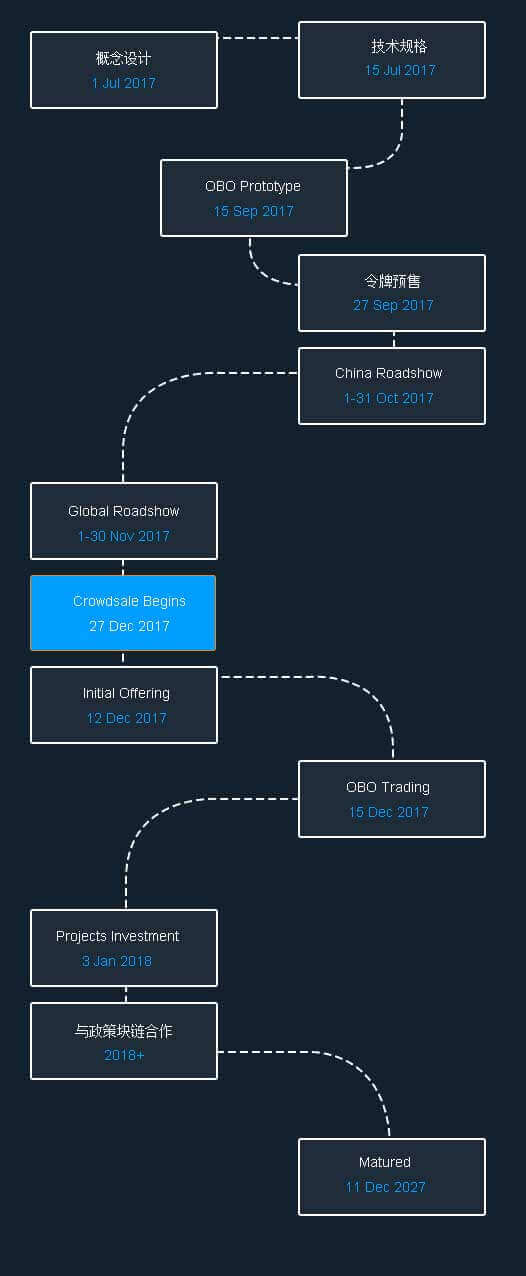 概念设计
1 Jul 2017
技术规格
15 Jul 2017
OBO Prototype
15 Sep 2017
令牌预售
27 Sep 2017
China Roadshow
1-31 Oct 2017
Global Roadshow
1-30 Nov 2017
Crowdsale Begins
27 Dec 2017
Initial Offering
12 Dec 2017
OBO Trading
15 Dec 2017
Projects Investment
3 Jan 2018
与政策块链合作
2018+
Matured
11 Dec 2027